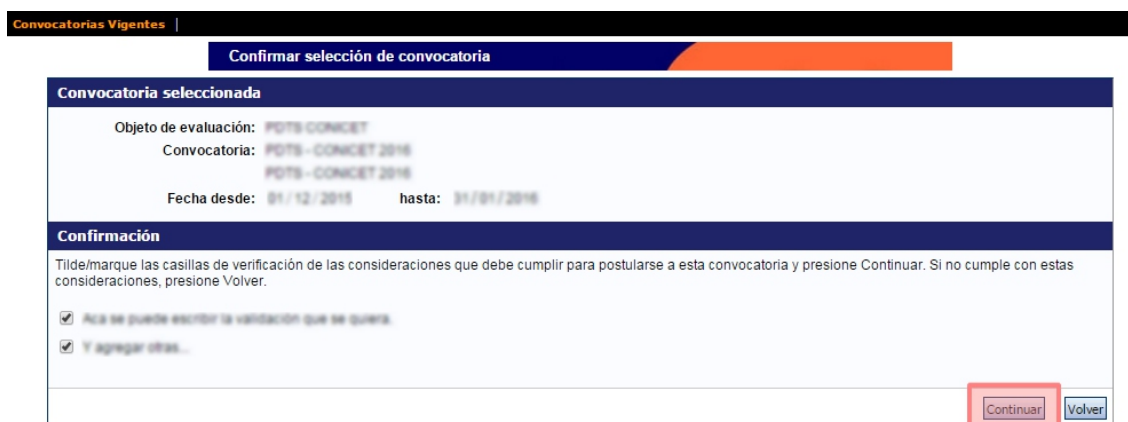 Convocatorias Vigentes |
Confirmar selección de convocatoria
Convocatoria seleccionada
Objeto de evaluación: PDTS CONICET
Convocatoria: PDTS - CONICET 2016
PDTS - CONICET 2016
Fecha desde: 01/12/2015 hasta: 31/01/2016
Confirmación
Tilde/marque las casillas de verificación de las consideraciones que debe cumplir para postularse a esta convocatoria y presione Continuar. Si no cumple con estas
consideraciones, presione Volver.
Aca se puede escribir la validación que se quiera.
Y agregar otras...
Continuar Volver